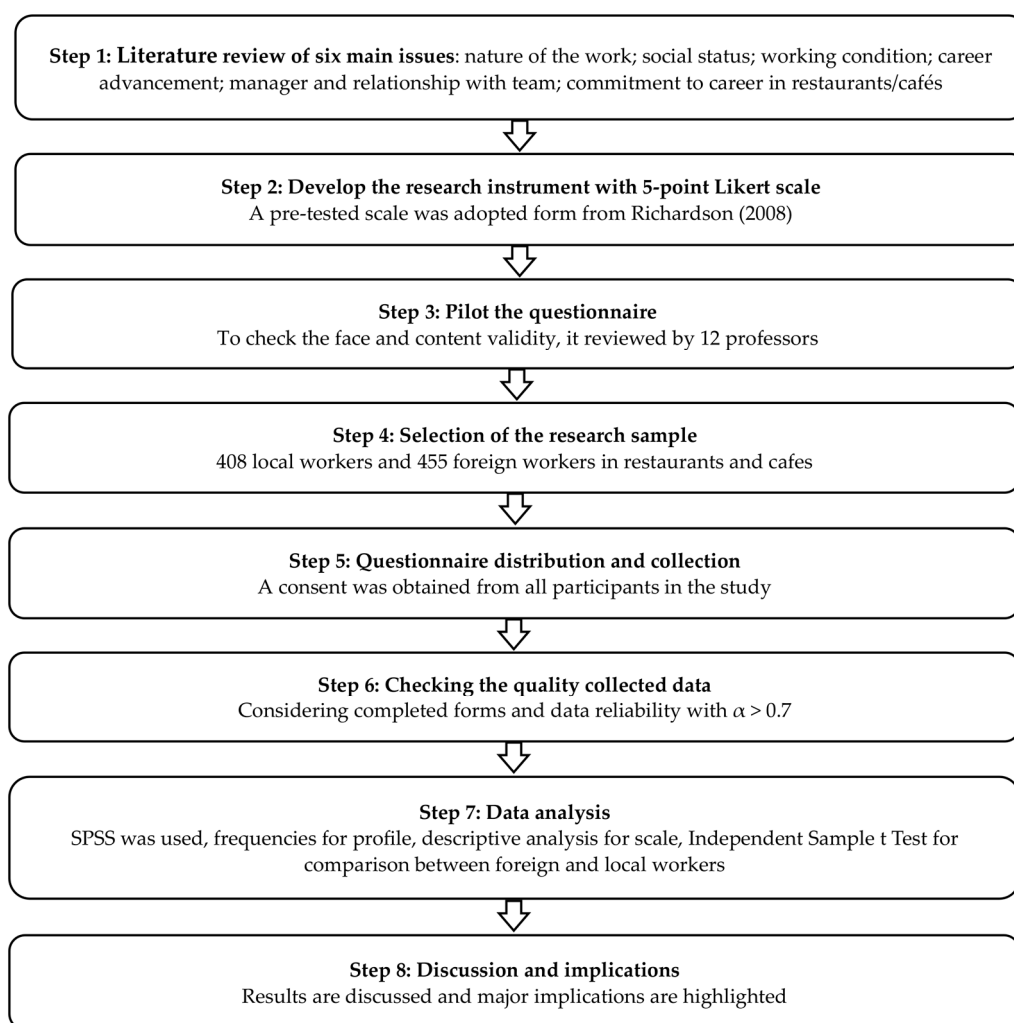 Step 1: Literature review of six main issues: nature of the work; social status; working condition; career
advancement; manager and relationship with team; commitment to career in restaurants/cafés
Step 2: Develop the research instrument with 5-point Likert scale
A pre-tested scale was adopted form from Richardson (2008)
Step 3: Pilot the questionnaire
To check the face and content validity, it reviewed by 12 professors
Step 4: Selection of the research sample
408 local workers and 455 foreign workers in restaurants and cafes
Step 5: Questionnaire distribution and collection
A consent was obtained from all participants in the study
Step 6: Checking the quality collected data
Considering completed forms and data reliability with α > 0.7
Step 7: Data analysis
SPSS was used, frequencies for profile, descriptive analysis for scale, Independent Sample t Test for
comparison between foreign and local workers
Step 8: Discussion and implications
Results are discussed and major implications are highlighted